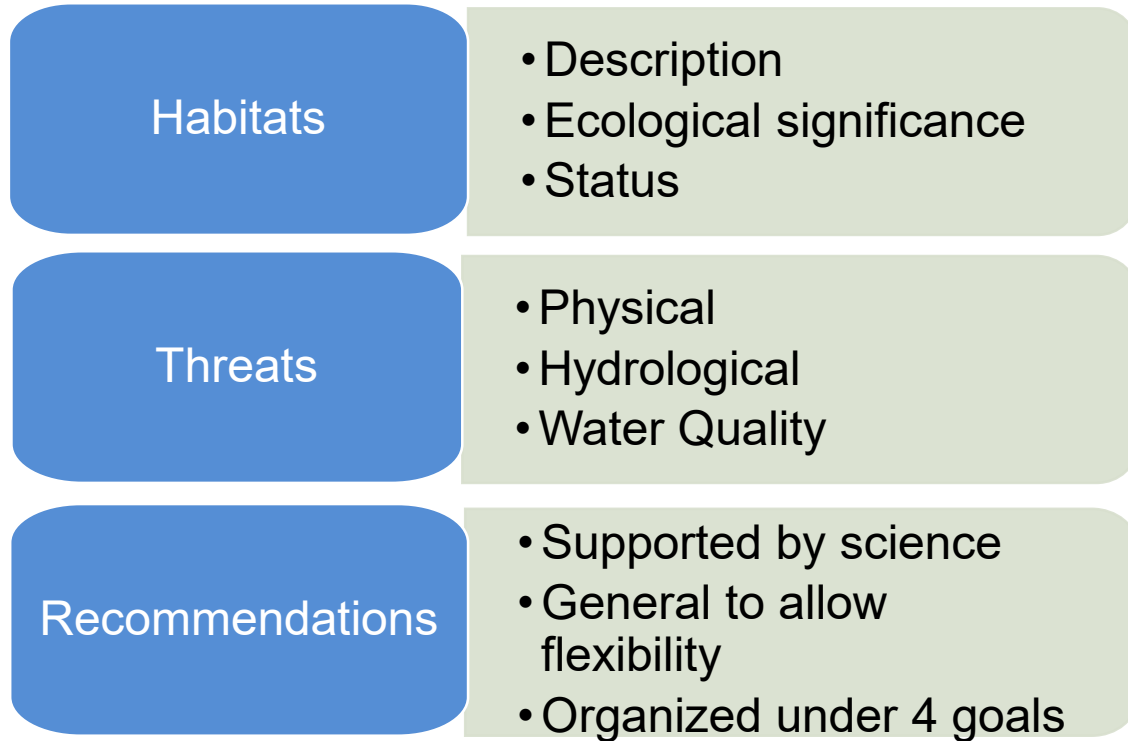 Habitats
• Description
• Ecological significance
• Status
Threats
• Physical
• Hydrological
• Water Quality
Recommendations
• Supported by science
• General to allow
flexibility
• Organized under 4 goals